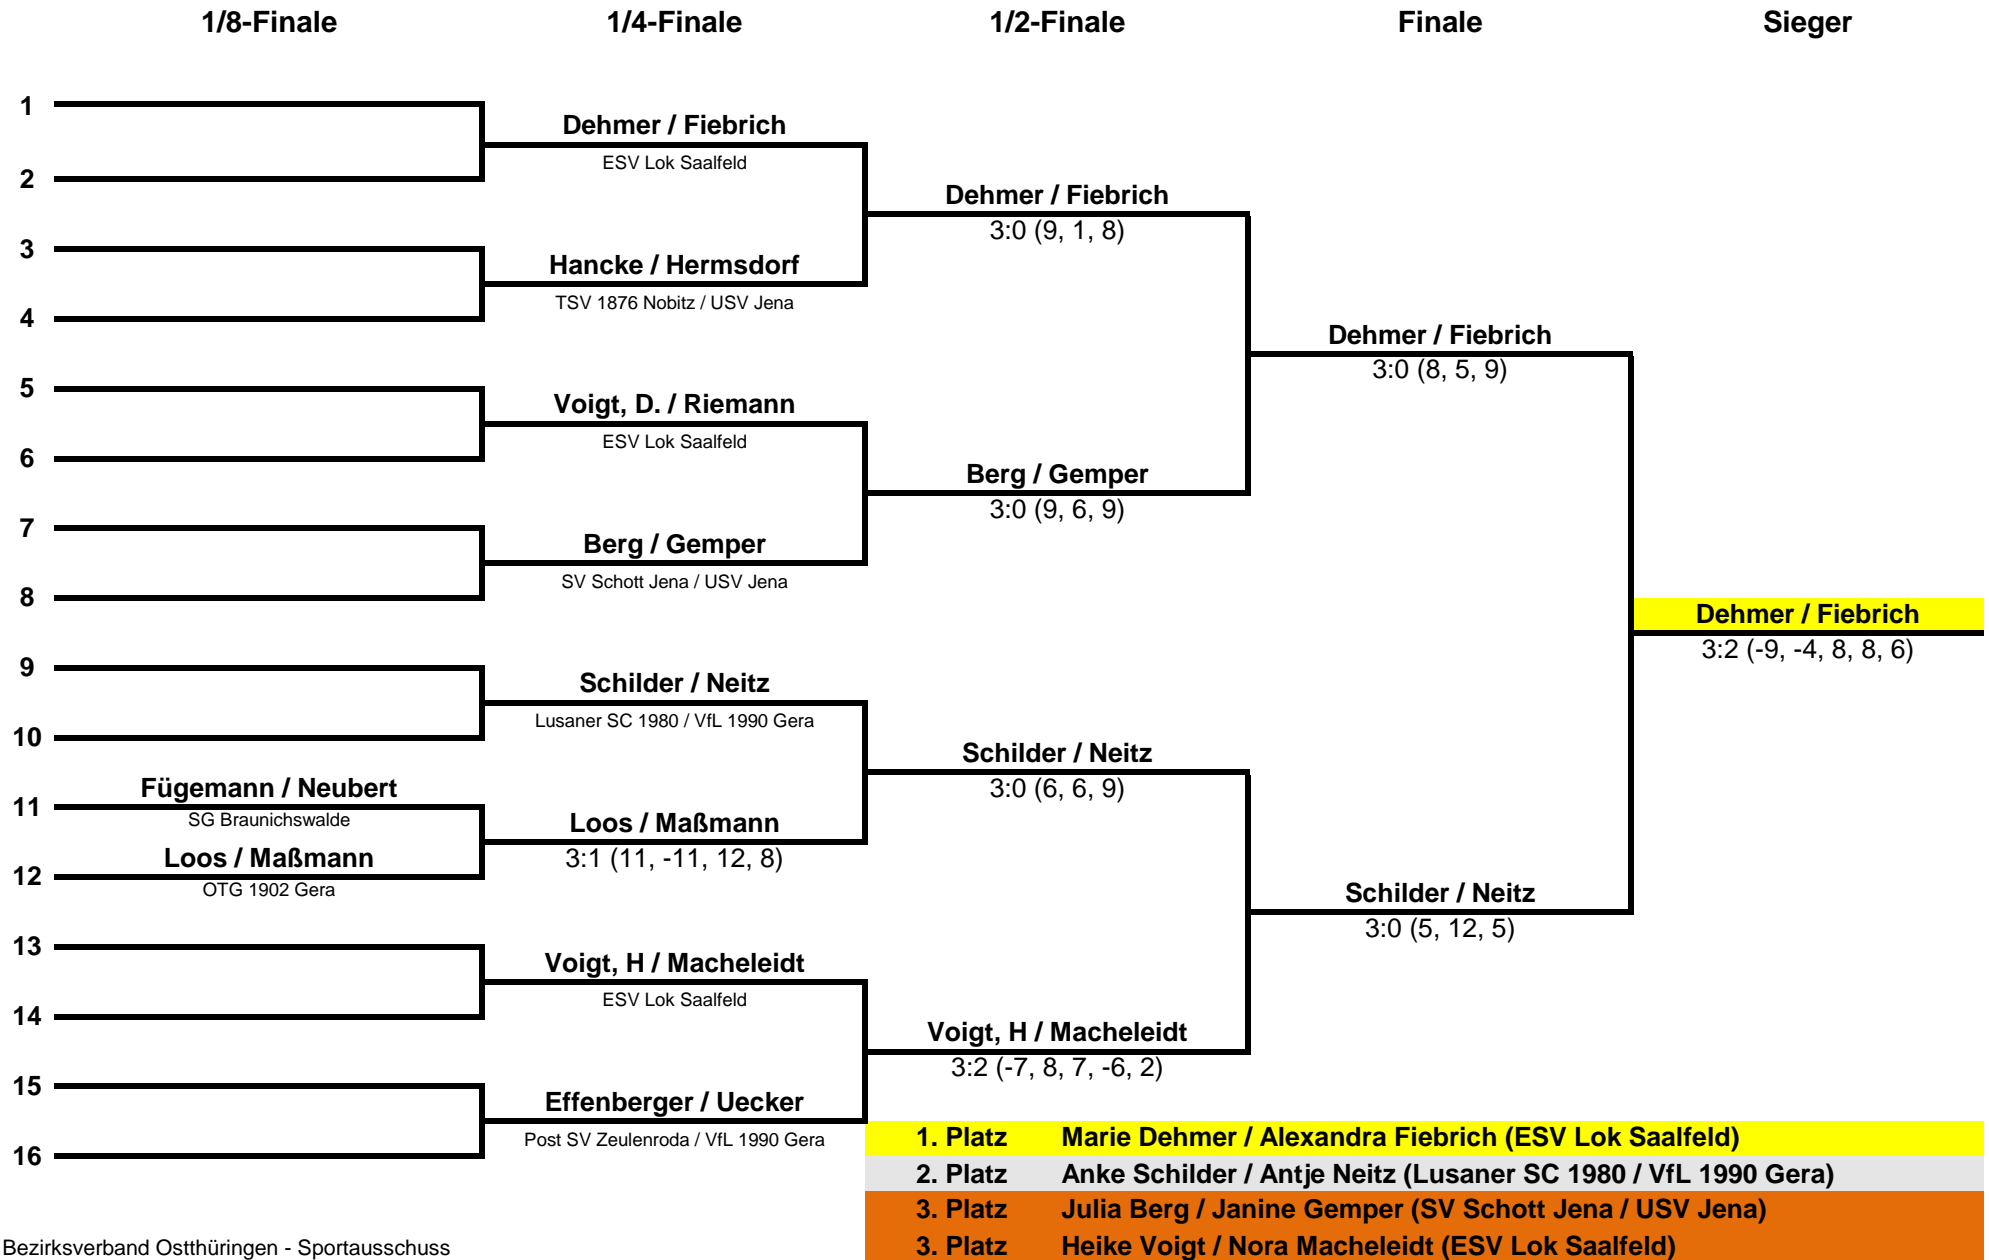 1/8-Finale 1/4-Finale 1/2-Finale Finale Sieger
1
Dehmer / Fiebrich
ESV Lok Saalfeld
2
Dehmer / Fiebrich
3:0 (9, 1, 8)
3
Hancke / Hermsdorf
TSV 1876 Nobitz / USV Jena
4
Dehmer / Fiebrich
3:0 (8, 5, 9)
5
Voigt, D. / Riemann
ESV Lok Saalfeld
6
Berg / Gemper
3:0 (9, 6, 9)
7
Berg / Gemper
SV Schott Jena / USV Jena
8
Dehmer / Fiebrich
3:2 (-9, -4, 8, 8, 6)
9
Schilder / Neitz
Lusaner SC 1980 / VfL 1990 Gera
10
Schilder / Neitz
3:0 (6, 6, 9)
Fügemann / Neubert
11
SG Braunichswalde
Loos / Maßmann
3:1 (11, -11, 12, 8)
Loos / Maßmann
12
OTG 1902 Gera
Schilder / Neitz
3:0 (5, 12, 5)
13
Voigt, H / Macheleidt
ESV Lok Saalfeld
14
Voigt, H / Macheleidt
3:2 (-7, 8, 7, -6, 2)
15
Effenberger / Uecker
Post SV Zeulenroda / VfL 1990 Gera
16
1. Platz Marie Dehmer / Alexandra Fiebrich (ESV Lok Saalfeld)
2. Platz Anke Schilder / Antje Neitz (Lusaner SC 1980 / VfL 1990 Gera)
3. Platz Julia Berg / Janine Gemper (SV Schott Jena / USV Jena)
3. Platz Heike Voigt / Nora Macheleidt (ESV Lok Saalfeld)
Bezirksverband Ostthüringen - Sportausschuss